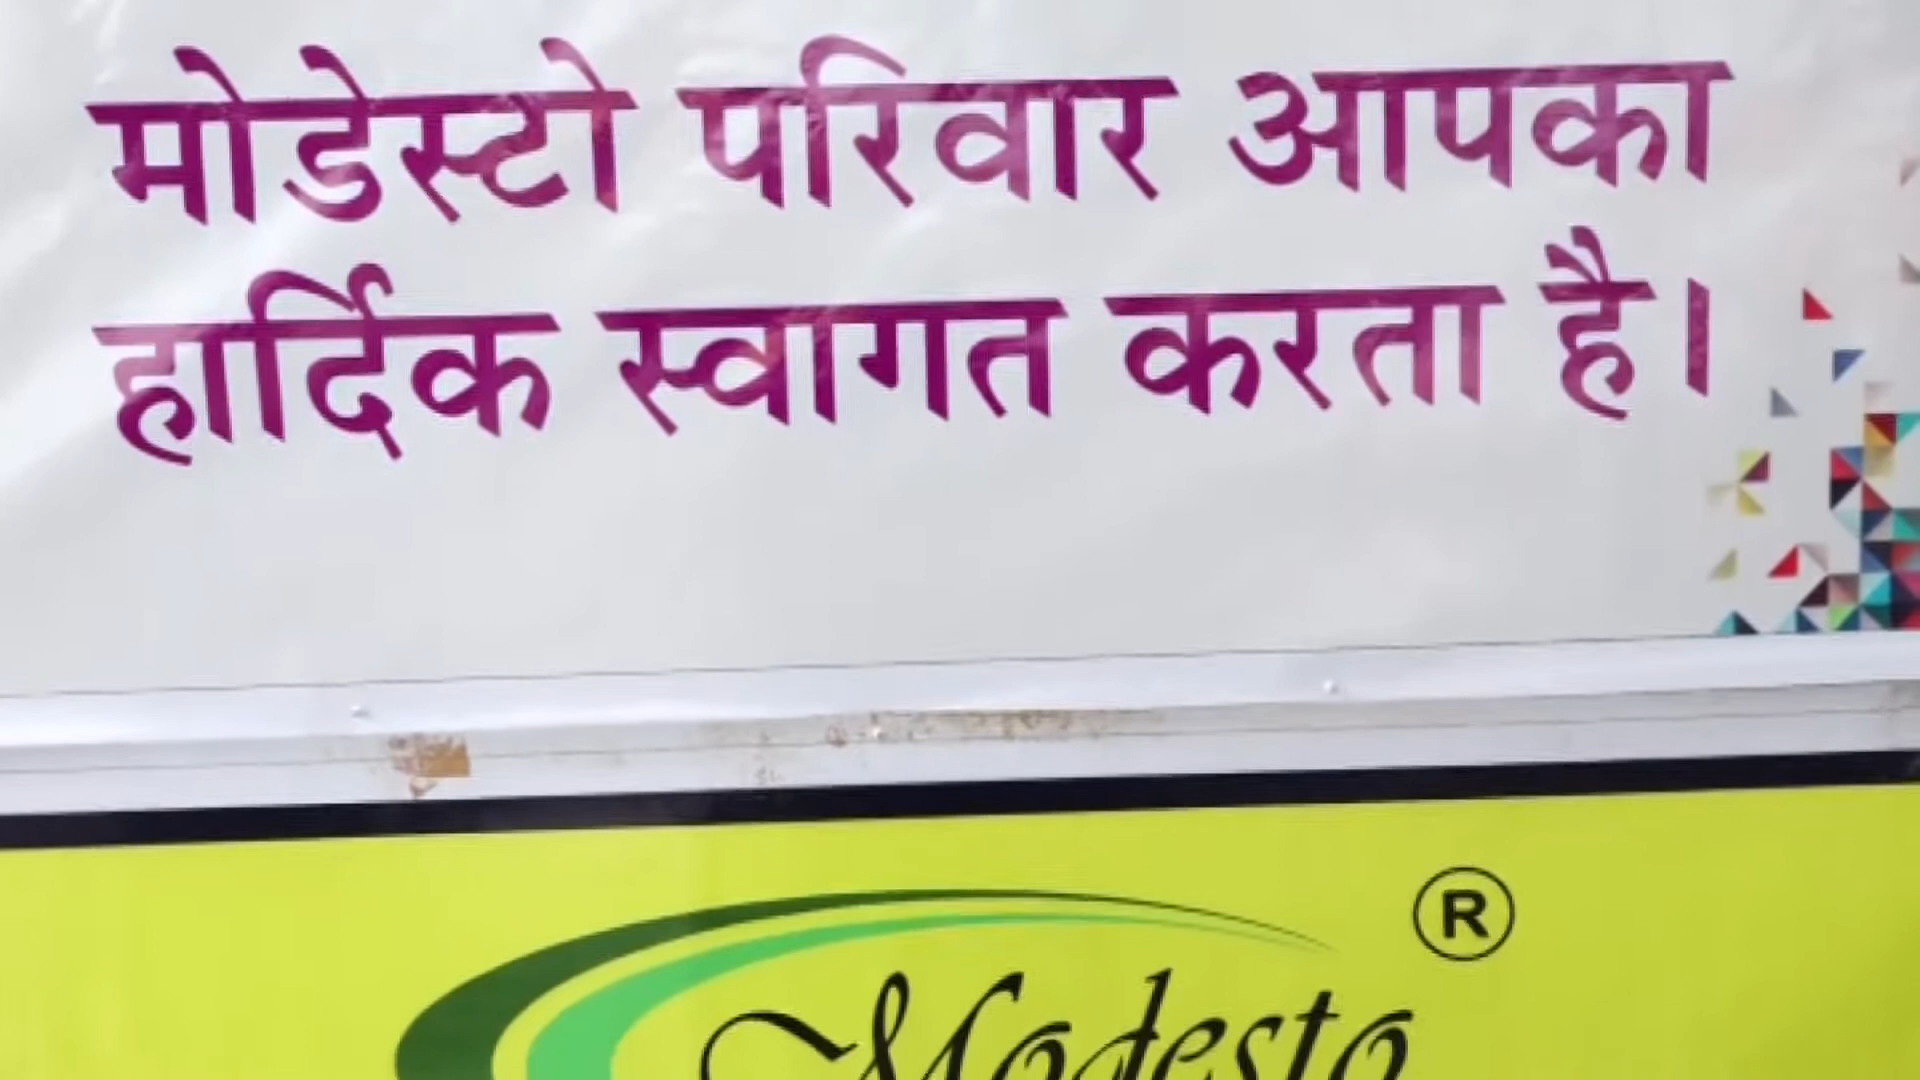 मोडेस्टो परिवार आपका
हार्दिक स्वागत करता है।
®
Modesto